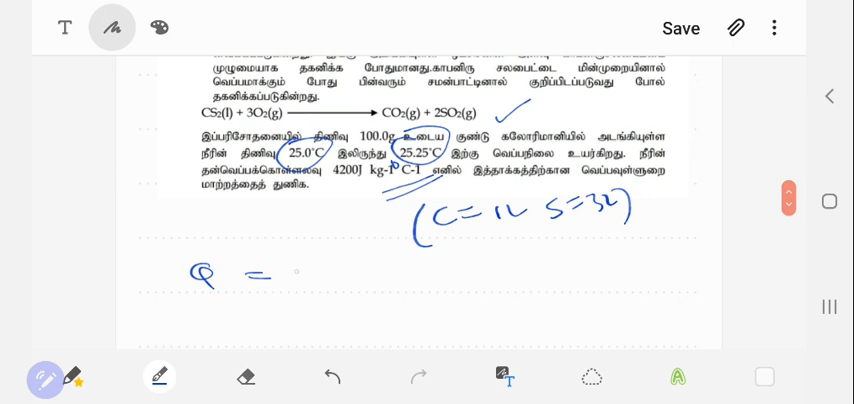 Save
முழுமையாக தகனிக்க போதுமானது.காபனிரு சலபைட்டை மின்முறையினால்
வெப்பமாக்கும் போது பின்வரும் சமன்பாட்டினால் குறிப்பிடப்படுவது போல்
தகனிக்கப்படுகின்றது.
CS2(l) + 3O2(g) ⟶ CO2(g) + 2SO2(g)
இப்பரிசோதனையில் திணிவு 100.0g உடைய குண்டு கலோரிமானியில் அடங்கியுள்ள
நீரின் திணிவு 25.0°C இலிருந்து 25.25°C இற்கு வெப்பநிலை உயர்கிறது. நீரின்
தன்வெப்பக்கொள்ளலவு 4200J kg-1 °C-1 எனில் இத்தாக்கத்திற்கான வெப்பவுள்ளுறை
மாற்றத்தைத் துணிக.
(C = 12 S = 32)
Q =